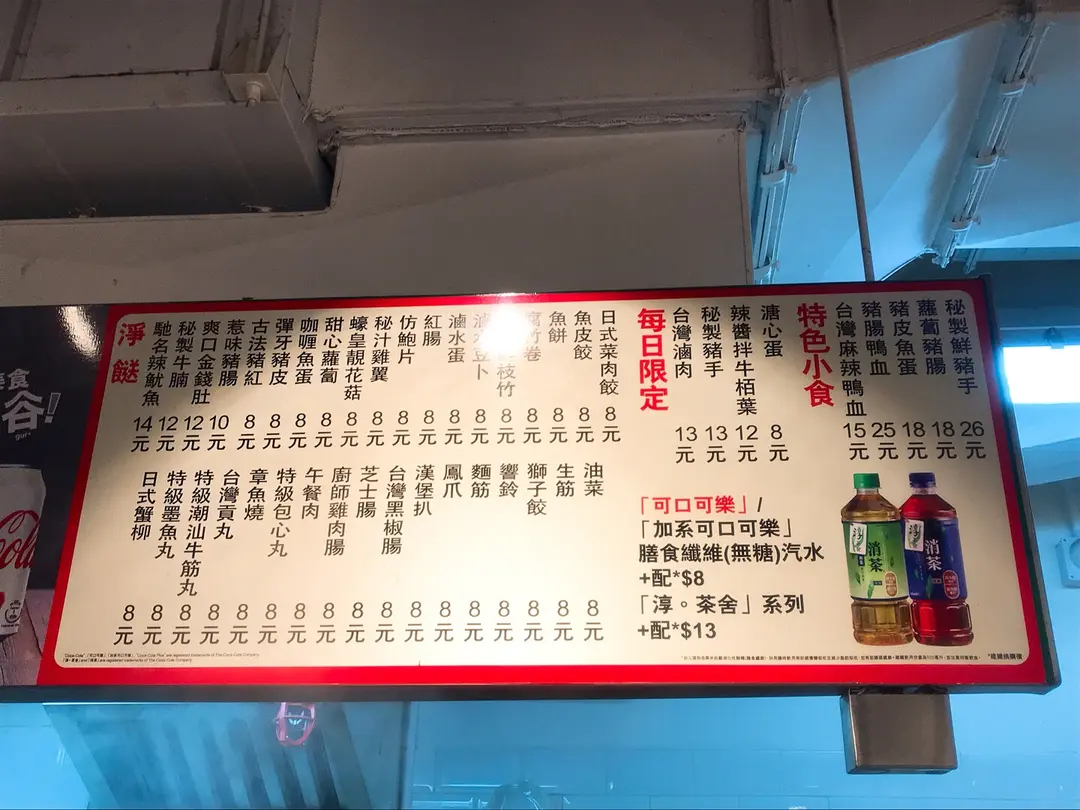 淨餸
馳名辣魷魚 14元
秘製牛腩 12元
爽口金錢肚 12元
惹味豬腸 10元
古法豬紅 8元
彈牙豬皮 8元
咖喱魚蛋 8元
甜心蘿蔔 8元
蠔皇靚花菇 8元
秘汁雞翼 8元
仿鮑片 8元
紅腸 8元
滷水蛋 8元
滷水豆卜 8元
枝竹 8元
腐竹卷 8元
魚餅 8元
魚皮餃 8元
日式菜肉餃 8元
日式蟹柳 8元
特級墨魚丸 8元
特級潮汕牛筋丸 8元
台灣貢丸 8元
章魚燒 8元
特級包心丸 8元
午餐肉 8元
廚師雞肉腸 8元
芝士腸 8元
台灣黑椒腸 8元
漢堡扒 8元
鳳爪 8元
麵筋 8元
響鈴 8元
獅子餃 8元
生筋 8元
油菜 8元
每日限定
台灣滷肉 13元
秘製豬手 13元
辣醬拌牛栢葉 12元
溏心蛋 8元
特色小食
台灣麻辣鴨血 15元
豬腸鴨血 25元
豬皮魚蛋 18元
蘿蔔豬腸 18元
秘製鮮豬手 26元
「可口可樂」/
「加系可口可樂」
膳食纖維(無糖)汽水
+配*$8
「淳。茶舍」系列
+配*$13
淳
消茶
淳
消茶
食
谷!